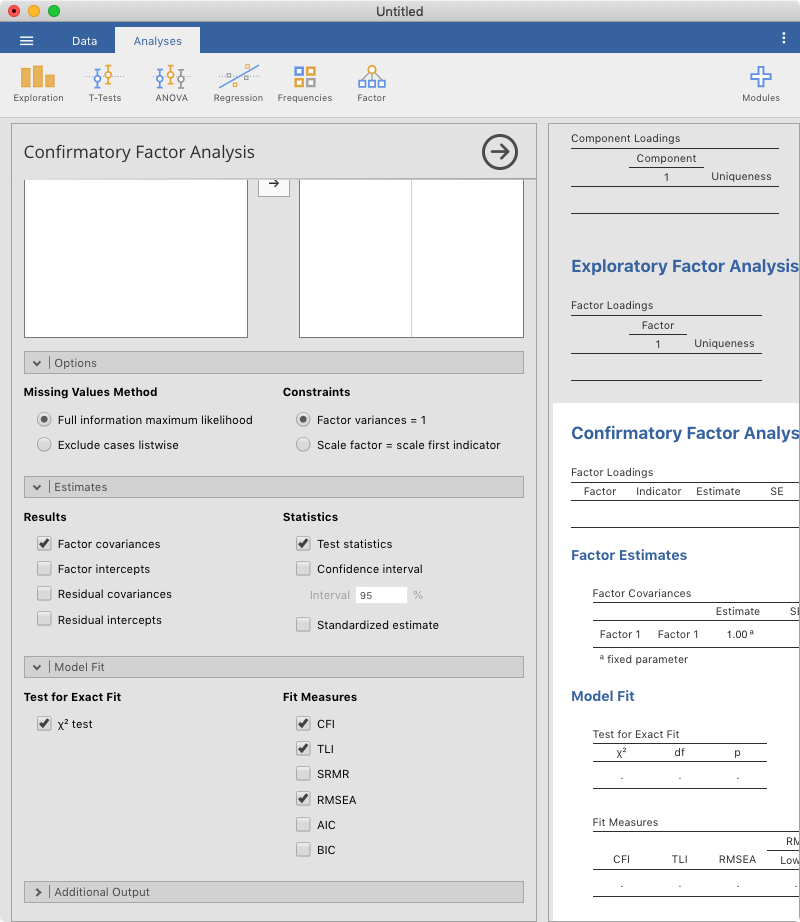 Untitled
Data
Analyses
Exploration
T-Tests
ANOVA
Regression
Frequencies
Factor
Modules
Confirmatory Factor Analysis
Options
Missing Values Method
Constraints
Full information maximum likelihood
Factor variances = 1
Exclude cases listwise
Scale factor = scale first indicator
Estimates
Results
Statistics
Factor covariances
Test statistics
Factor intercepts
Confidence interval
Residual covariances
Interval 95 %
Residual intercepts
Standardized estimate
Model Fit
Test for Exact Fit
Fit Measures
χ² test
CFI
TLI
SRMR
RMSEA
AIC
BIC
Additional Output
Component Loadings
Component
1 Uniqueness
Exploratory Factor Analysis
Factor Loadings
Factor
1 Uniqueness
Confirmatory Factor Analys
Factor Loadings
Factor Indicator Estimate SE
Factor Estimates
Factor Covariances
Estimate SE
Factor 1 Factor 1 1.00 ᵃ
ᵃ fixed parameter
Model Fit
Test for Exact Fit
χ² df p
. . .
Fit Measures
RM
CFI TLI RMSEA Low
. . . .